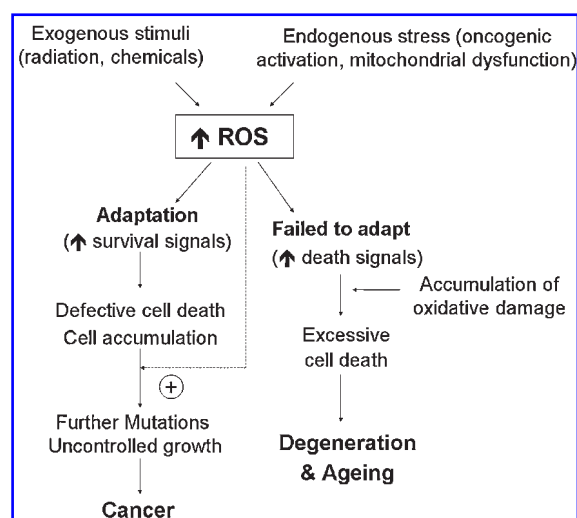 Exogenous stimuli
(radiation, chemicals)
Endogenous stress (oncogenic
activation, mitochondrial dysfunction)
↑ ROS
Adaptation
(↑ survival signals)
Failed to adapt
(↑ death signals)
Accumulation of
oxidative damage
Defective cell death
Cell accumulation
Excessive
cell death
+
Further Mutations
Uncontrolled growth
Degeneration
& Ageing
Cancer